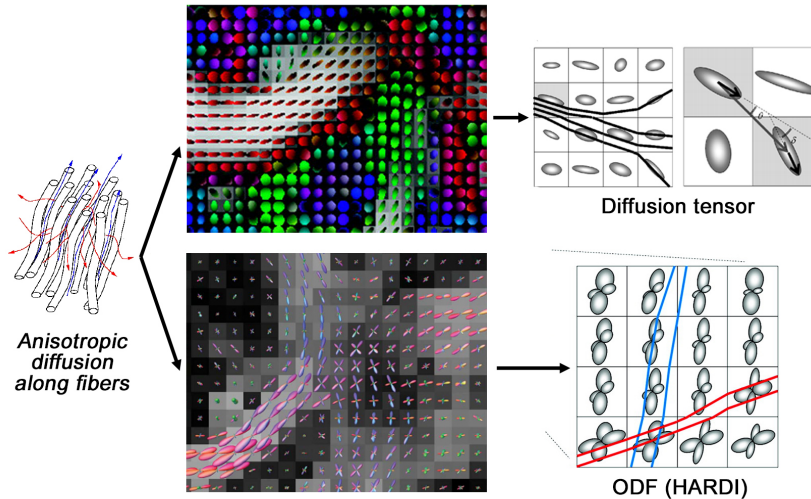 θ
δ
Diffusion tensor
Anisotropic
diffusion
along fibers
ODF (HARDI)